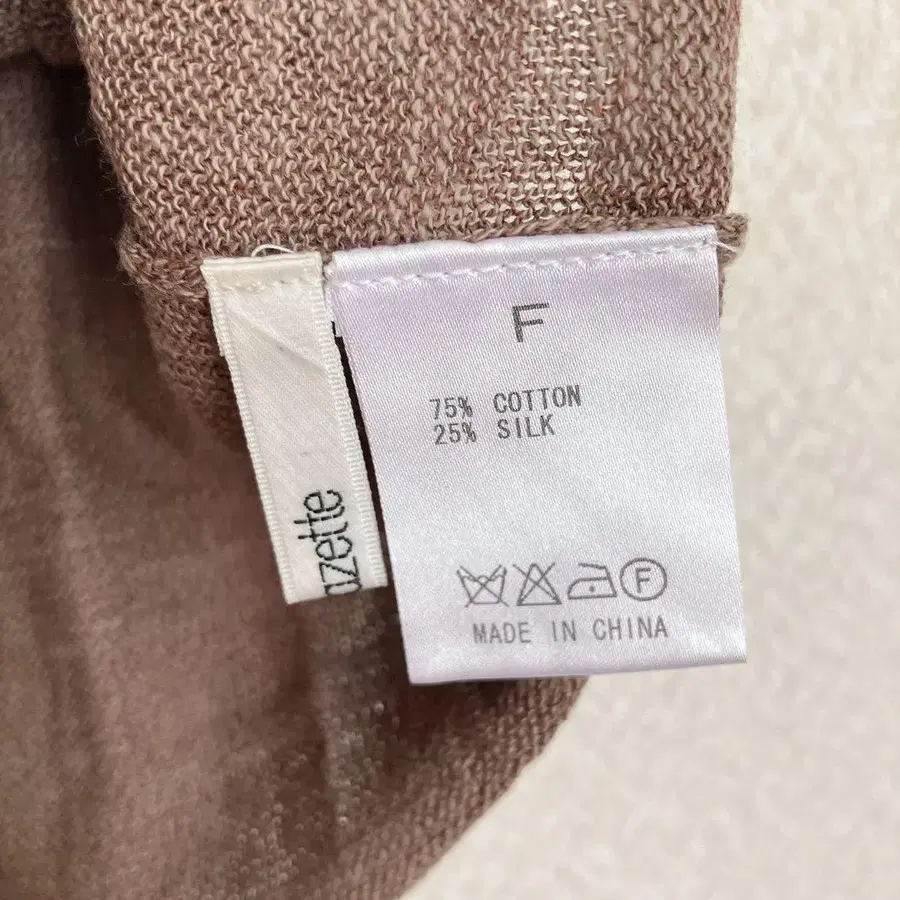 azette
F
75% COTTON
25% SILK
F
MADE IN CHINA